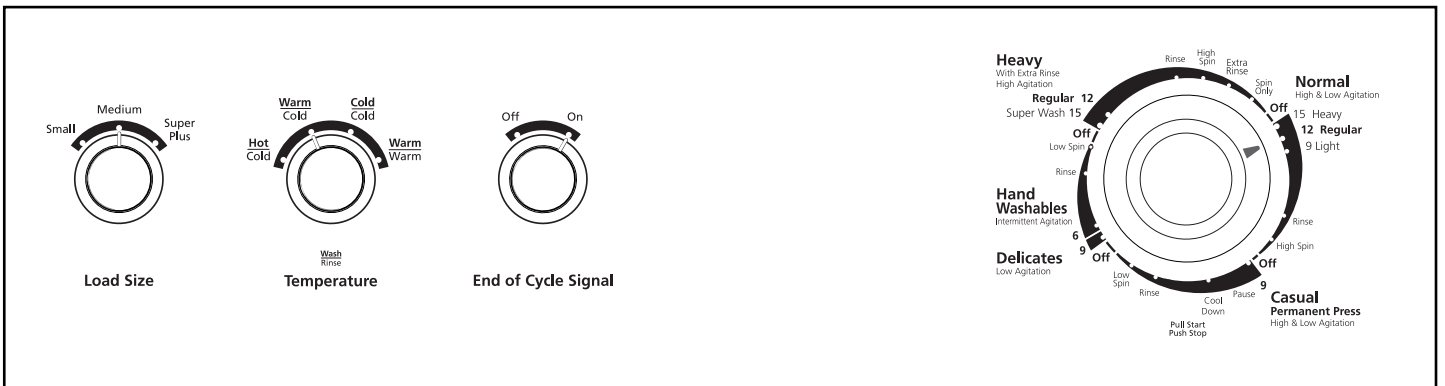 Small
Medium
Super
Plus
Load Size
Hot
Cold
Warm
Cold
Cold
Cold
Warm
Warm
Wash
Rinse
Temperature
Off
On
End of Cycle Signal
Heavy
With Extra Rinse
High Agitation
Regular 12
Super Wash 15
Off
Low Spin
Rinse
Hand
Washables
Intermittent Agitation
6
9
Delicates
Low Agitation
Off
Low
Spin
Rinse
Cool
Down
Pause
Pull Start
Push Stop
Rinse
High
Spin
Extra
Rinse
Spin
Only
Normal
High & Low Agitation
Off
15 Heavy
12 Regular
9 Light
Rinse
High Spin
Off
9
Casual
Permanent Press
High & Low Agitation